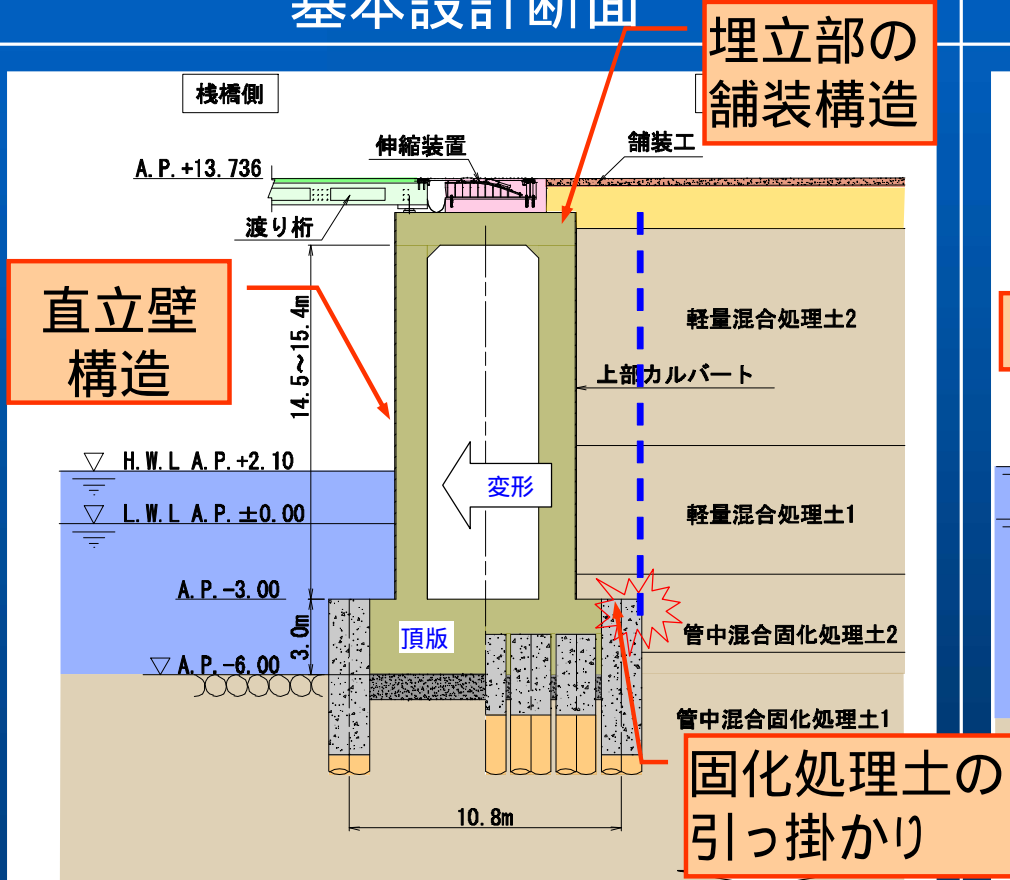 基本設計断面
埋立部の
舗装構造
桟橋側
伸縮装置
舗装工
A.P.+13.736
渡り桁
直立壁
構造
14.5～15.4m
軽量混合処理土2
上部カルバート
H.W.L A.P.+2.10
変形
L.W.L A.P.±0.00
軽量混合処理土1
A.P.-3.00
3.0m
頂版
管中混合固化処理土2
A.P.-6.00
管中混合固化処理土1
固化処理土の
引っ掛かり
10.8m